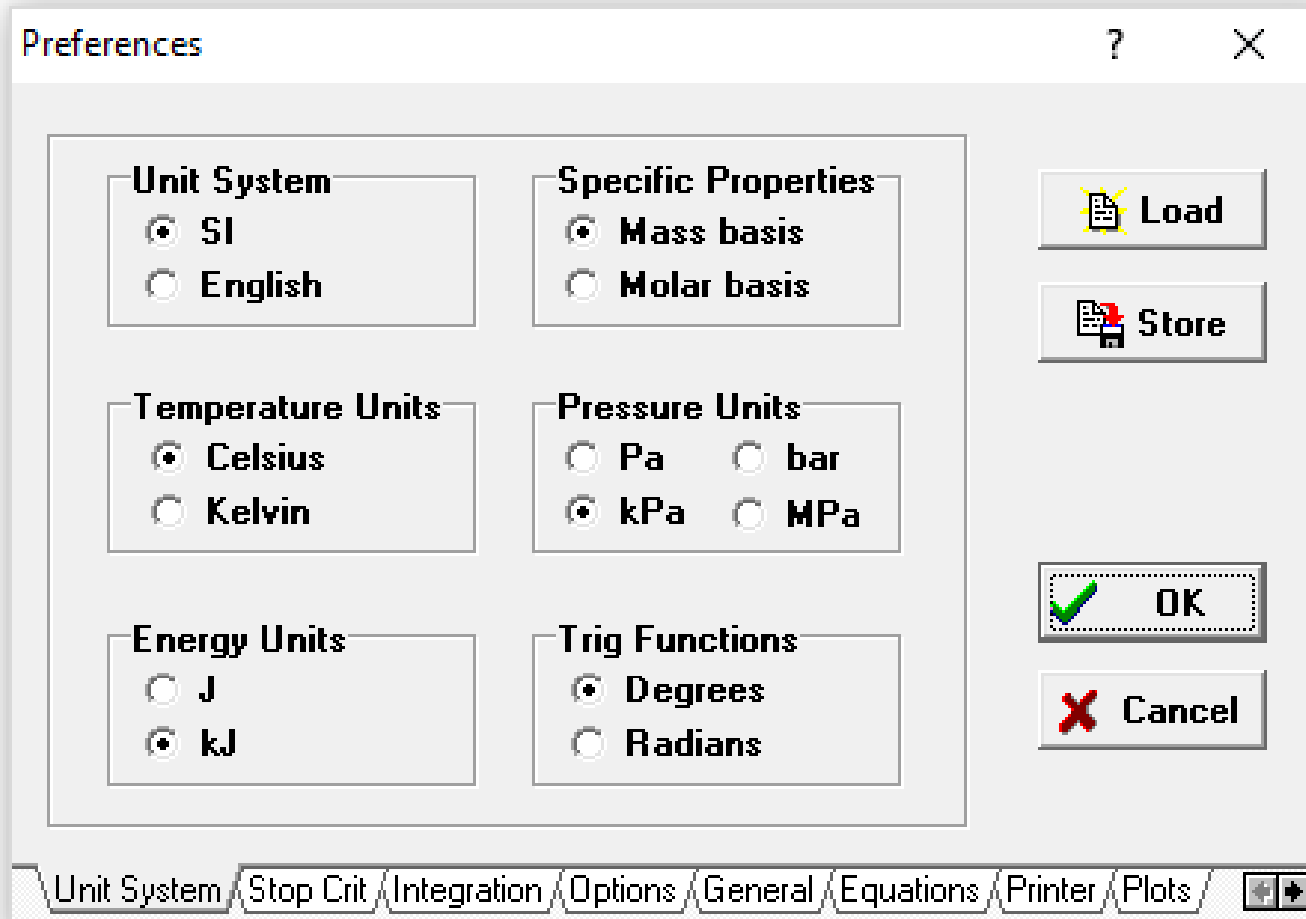 Preferences
?
Unit System
SI
English
Specific Properties
Mass basis
Molar basis
Load
Store
Temperature Units
Celsius
Kelvin
Pressure Units
Pa
bar
kPa
MPa
Energy Units
J
kJ
Trig Functions
Degrees
Radians
OK
Cancel
Unit System Stop Crit Integration Options General Equations Printer Plots